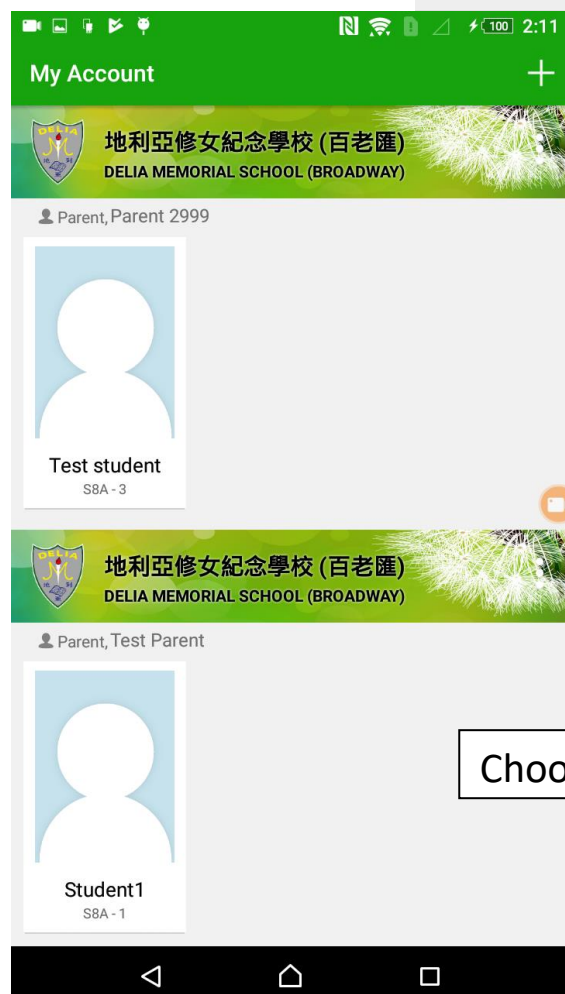 100 2:11
My Account
地利亞修女紀念學校 (百老匯)
DELIA MEMORIAL SCHOOL (BROADWAY)
Parent, Parent 2999
Test student
S8A - 3
地利亞修女紀念學校 (百老匯)
DELIA MEMORIAL SCHOOL (BROADWAY)
Parent, Test Parent
Choo
Student1
S8A - 1